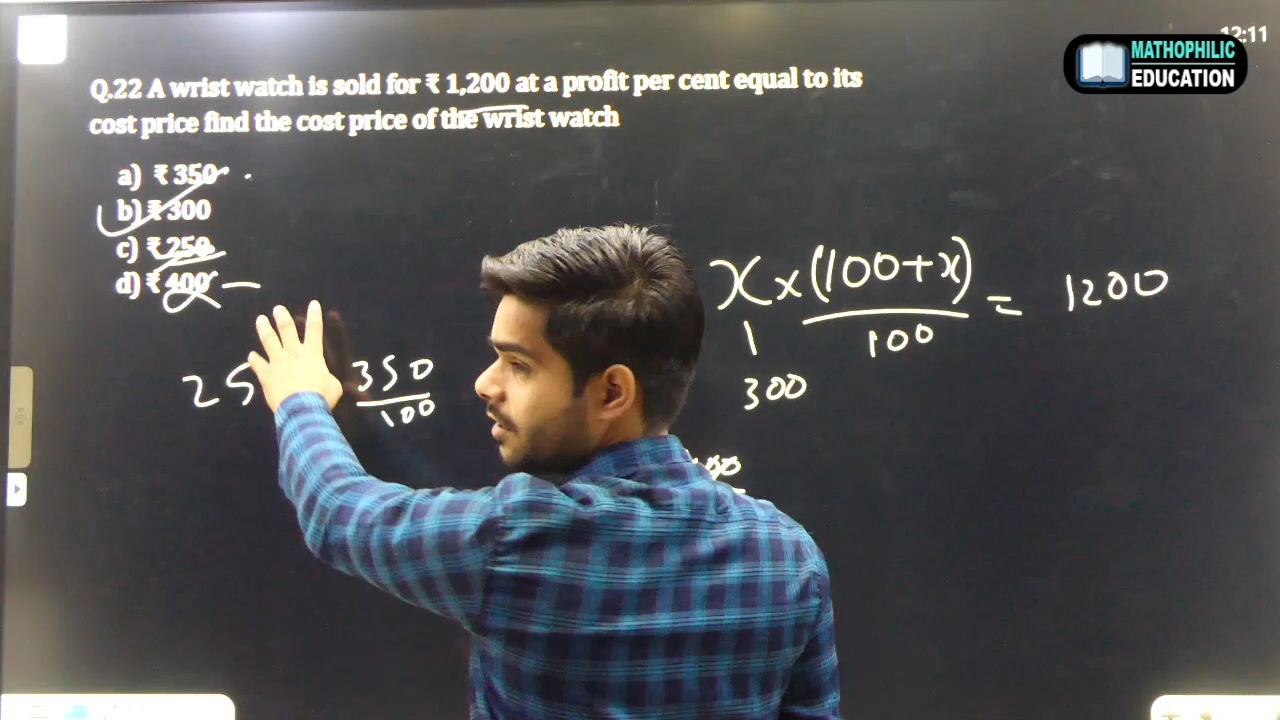 12:11
MATHOPHILIC
EDUCATION
Q.22 A wrist watch is sold for ₹ 1,200 at a profit per cent equal to its
cost price find the cost price of the wrist watch
a) ₹ 350
b) ₹ 300
c) ₹ 250
d) ₹ 400
x × (100+x) = 1200
100
1
300
25
350
100